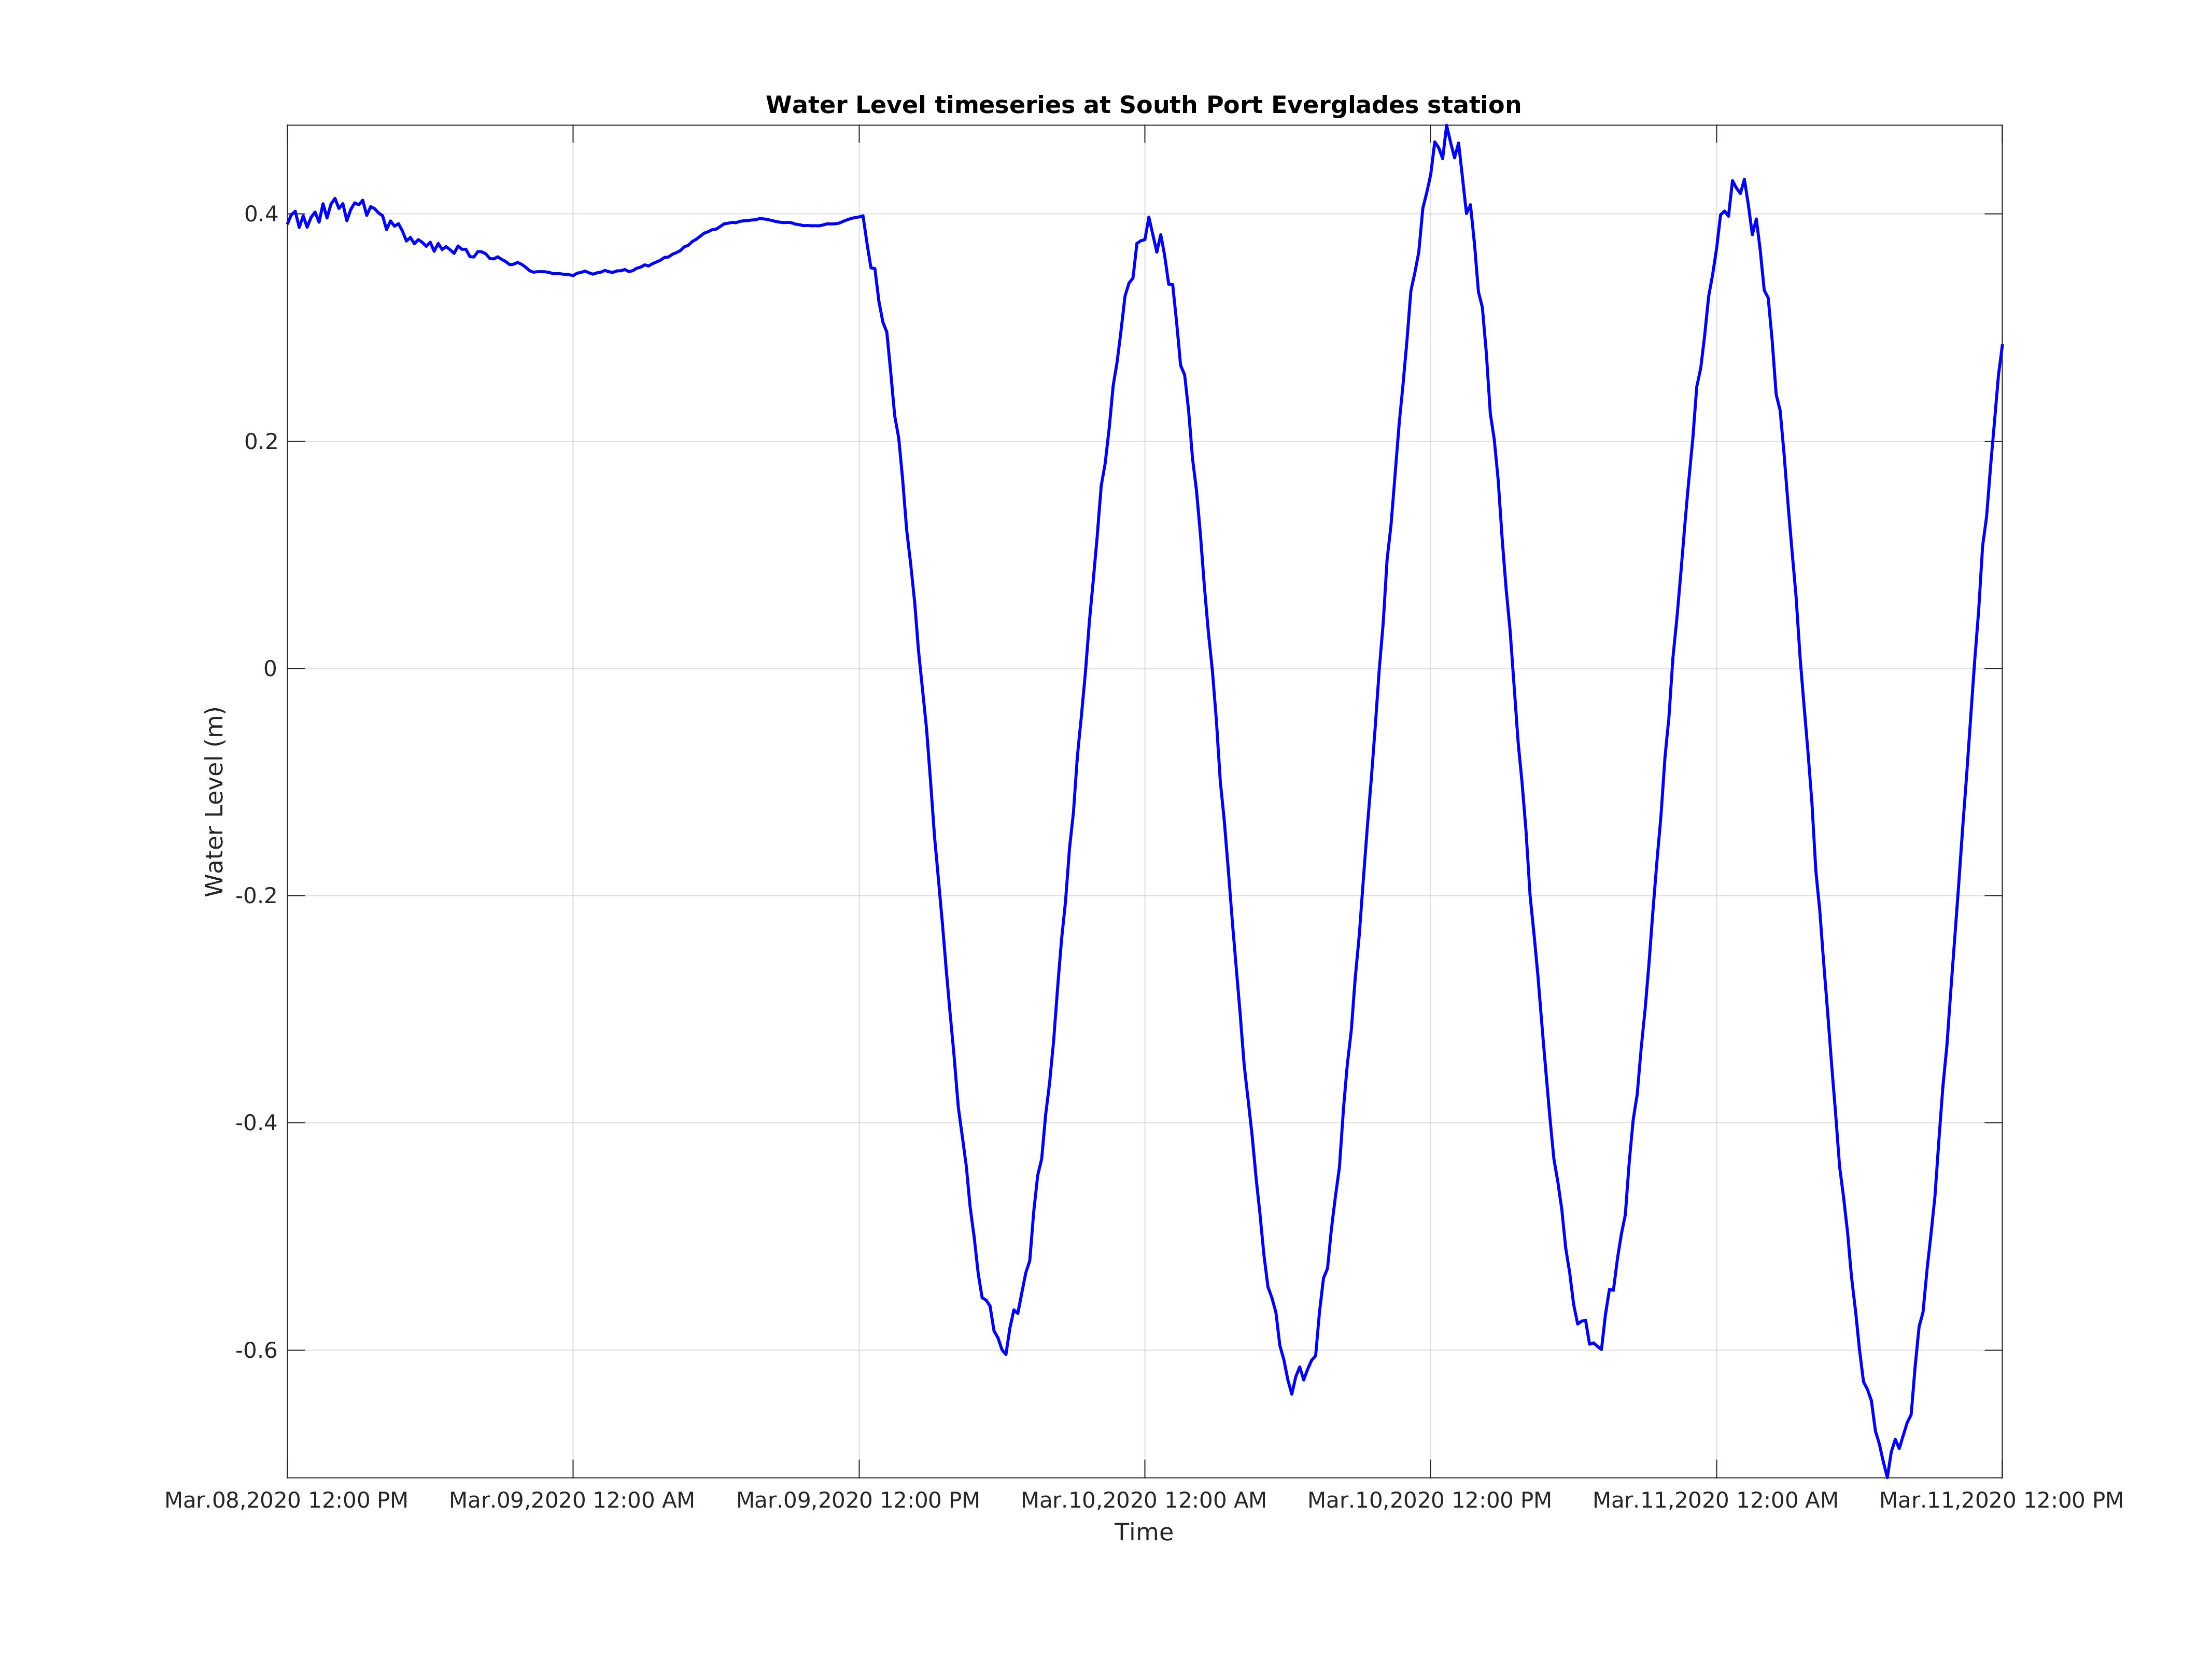 Water Level timeseries at South Port Everglades station
0.4
0.2
0
-0.2
-0.4
-0.6
Water Level (m)
Mar.08,2020 12:00 PM Mar.09,2020 12:00 AM Mar.09,2020 12:00 PM Mar.10,2020 12:00 AM Mar.10,2020 12:00 PM Mar.11,2020 12:00 AM Mar.11,2020 12:00 PM
Time